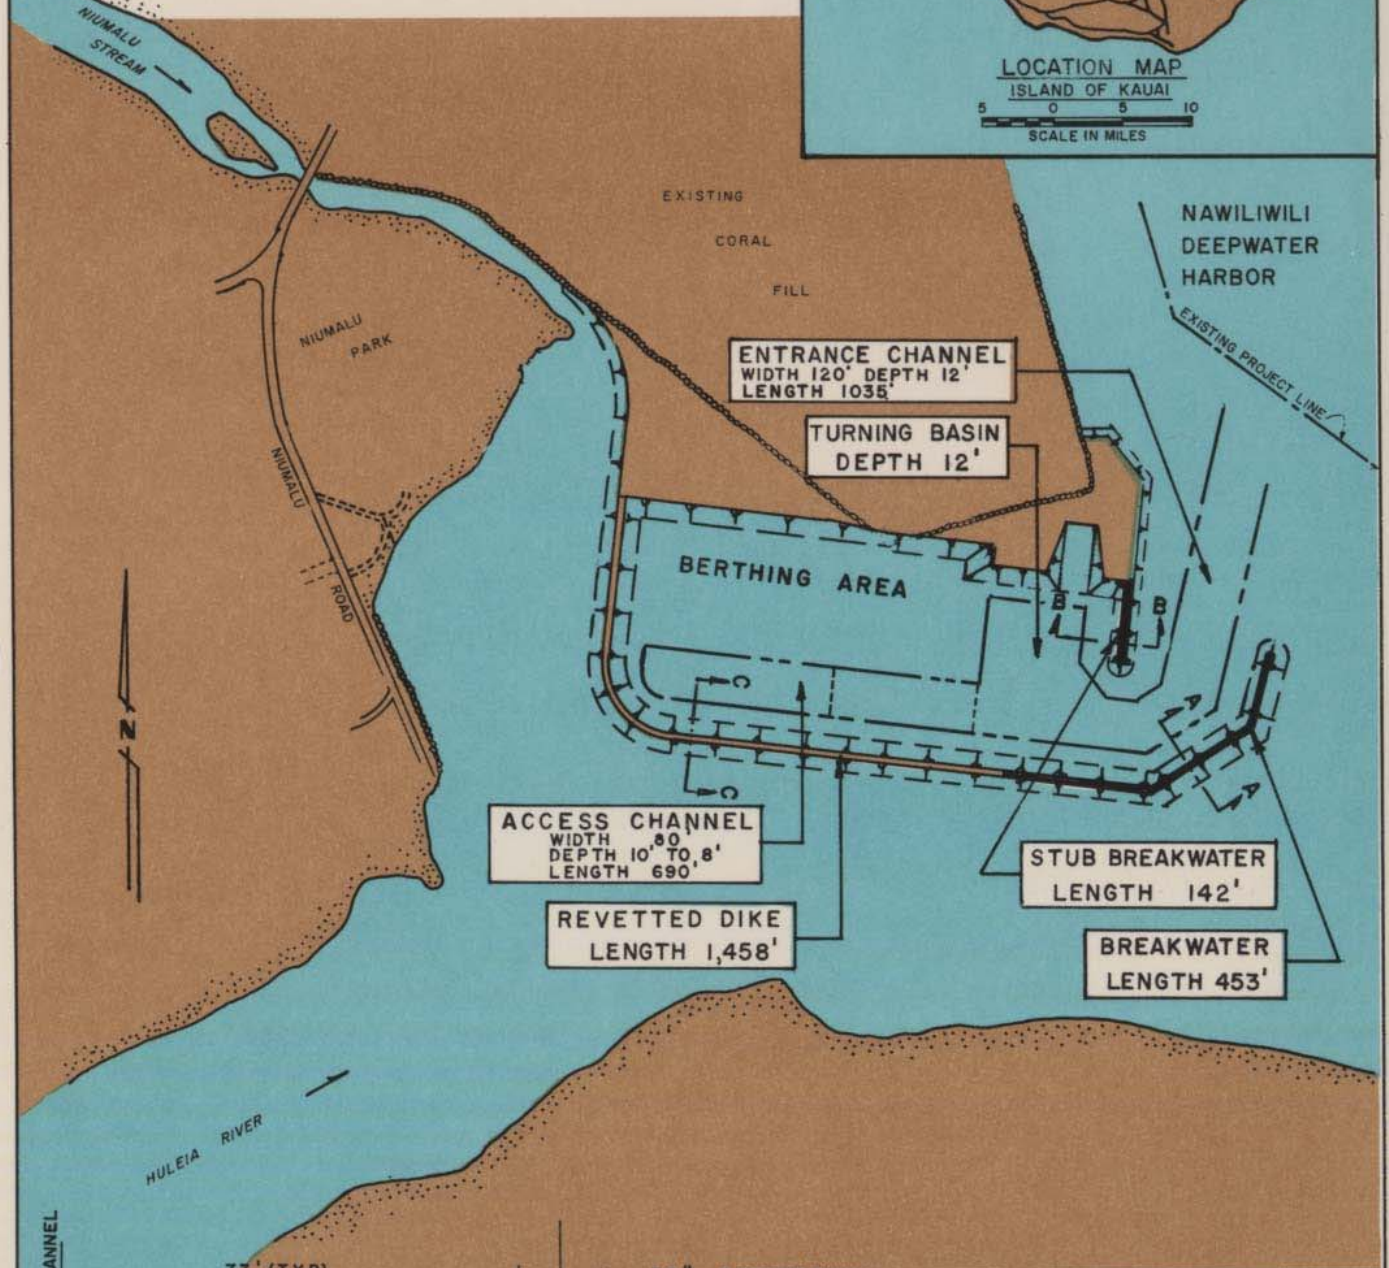 NIUMALU
STREAM
LOCATION MAP
ISLAND OF KAUAI
5 0 5 10
SCALE IN MILES
EXISTING
CORAL
FILL
NAWILIWILI
DEEPWATER
HARBOR
EXISTING PROJECT LINE
NIUMALU
PARK
ENTRANCE CHANNEL
WIDTH 120' DEPTH 12'
LENGTH 1035'
TURNING BASIN
DEPTH 12'
NIUMALU
ROAD
BERTHING AREA
B B
C
A
A
C
N
ACCESS CHANNEL
WIDTH 80'
DEPTH 10' TO 8'
LENGTH 690'
STUB BREAKWATER
LENGTH 142'
REVETTED DIKE
LENGTH 1,458'
BREAKWATER
LENGTH 453'
HULEIA RIVER
ANNEL